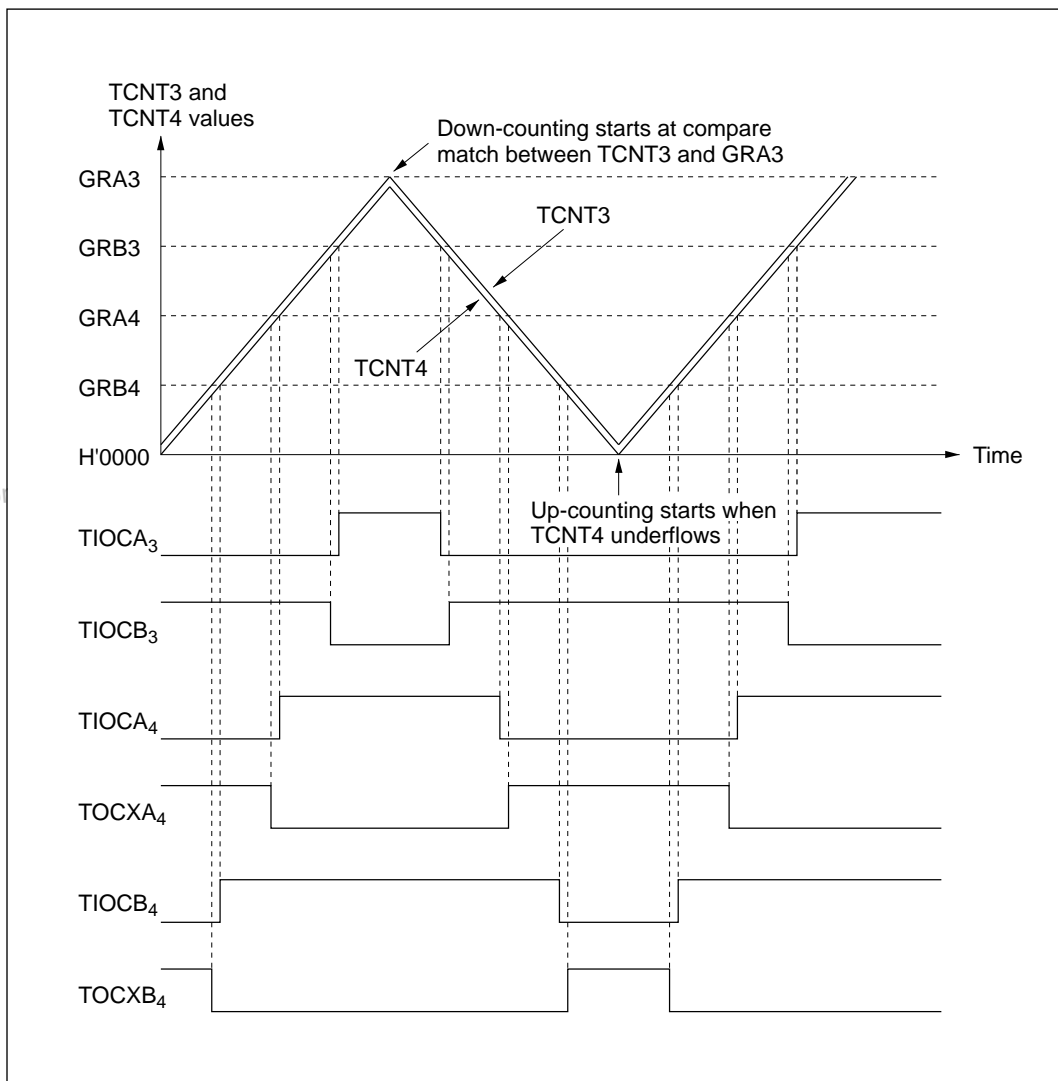 TCNT3 and
TCNT4 values
Down-counting starts at compare
match between TCNT3 and GRA3
GRA3
TCNT3
GRB3
GRA4
TCNT4
GRB4
H'0000
Time
Up-counting starts when
TCNT4 underflows
TIOCA3
TIOCB3
TIOCA4
TOCXA4
TIOCB4
TOCXB4